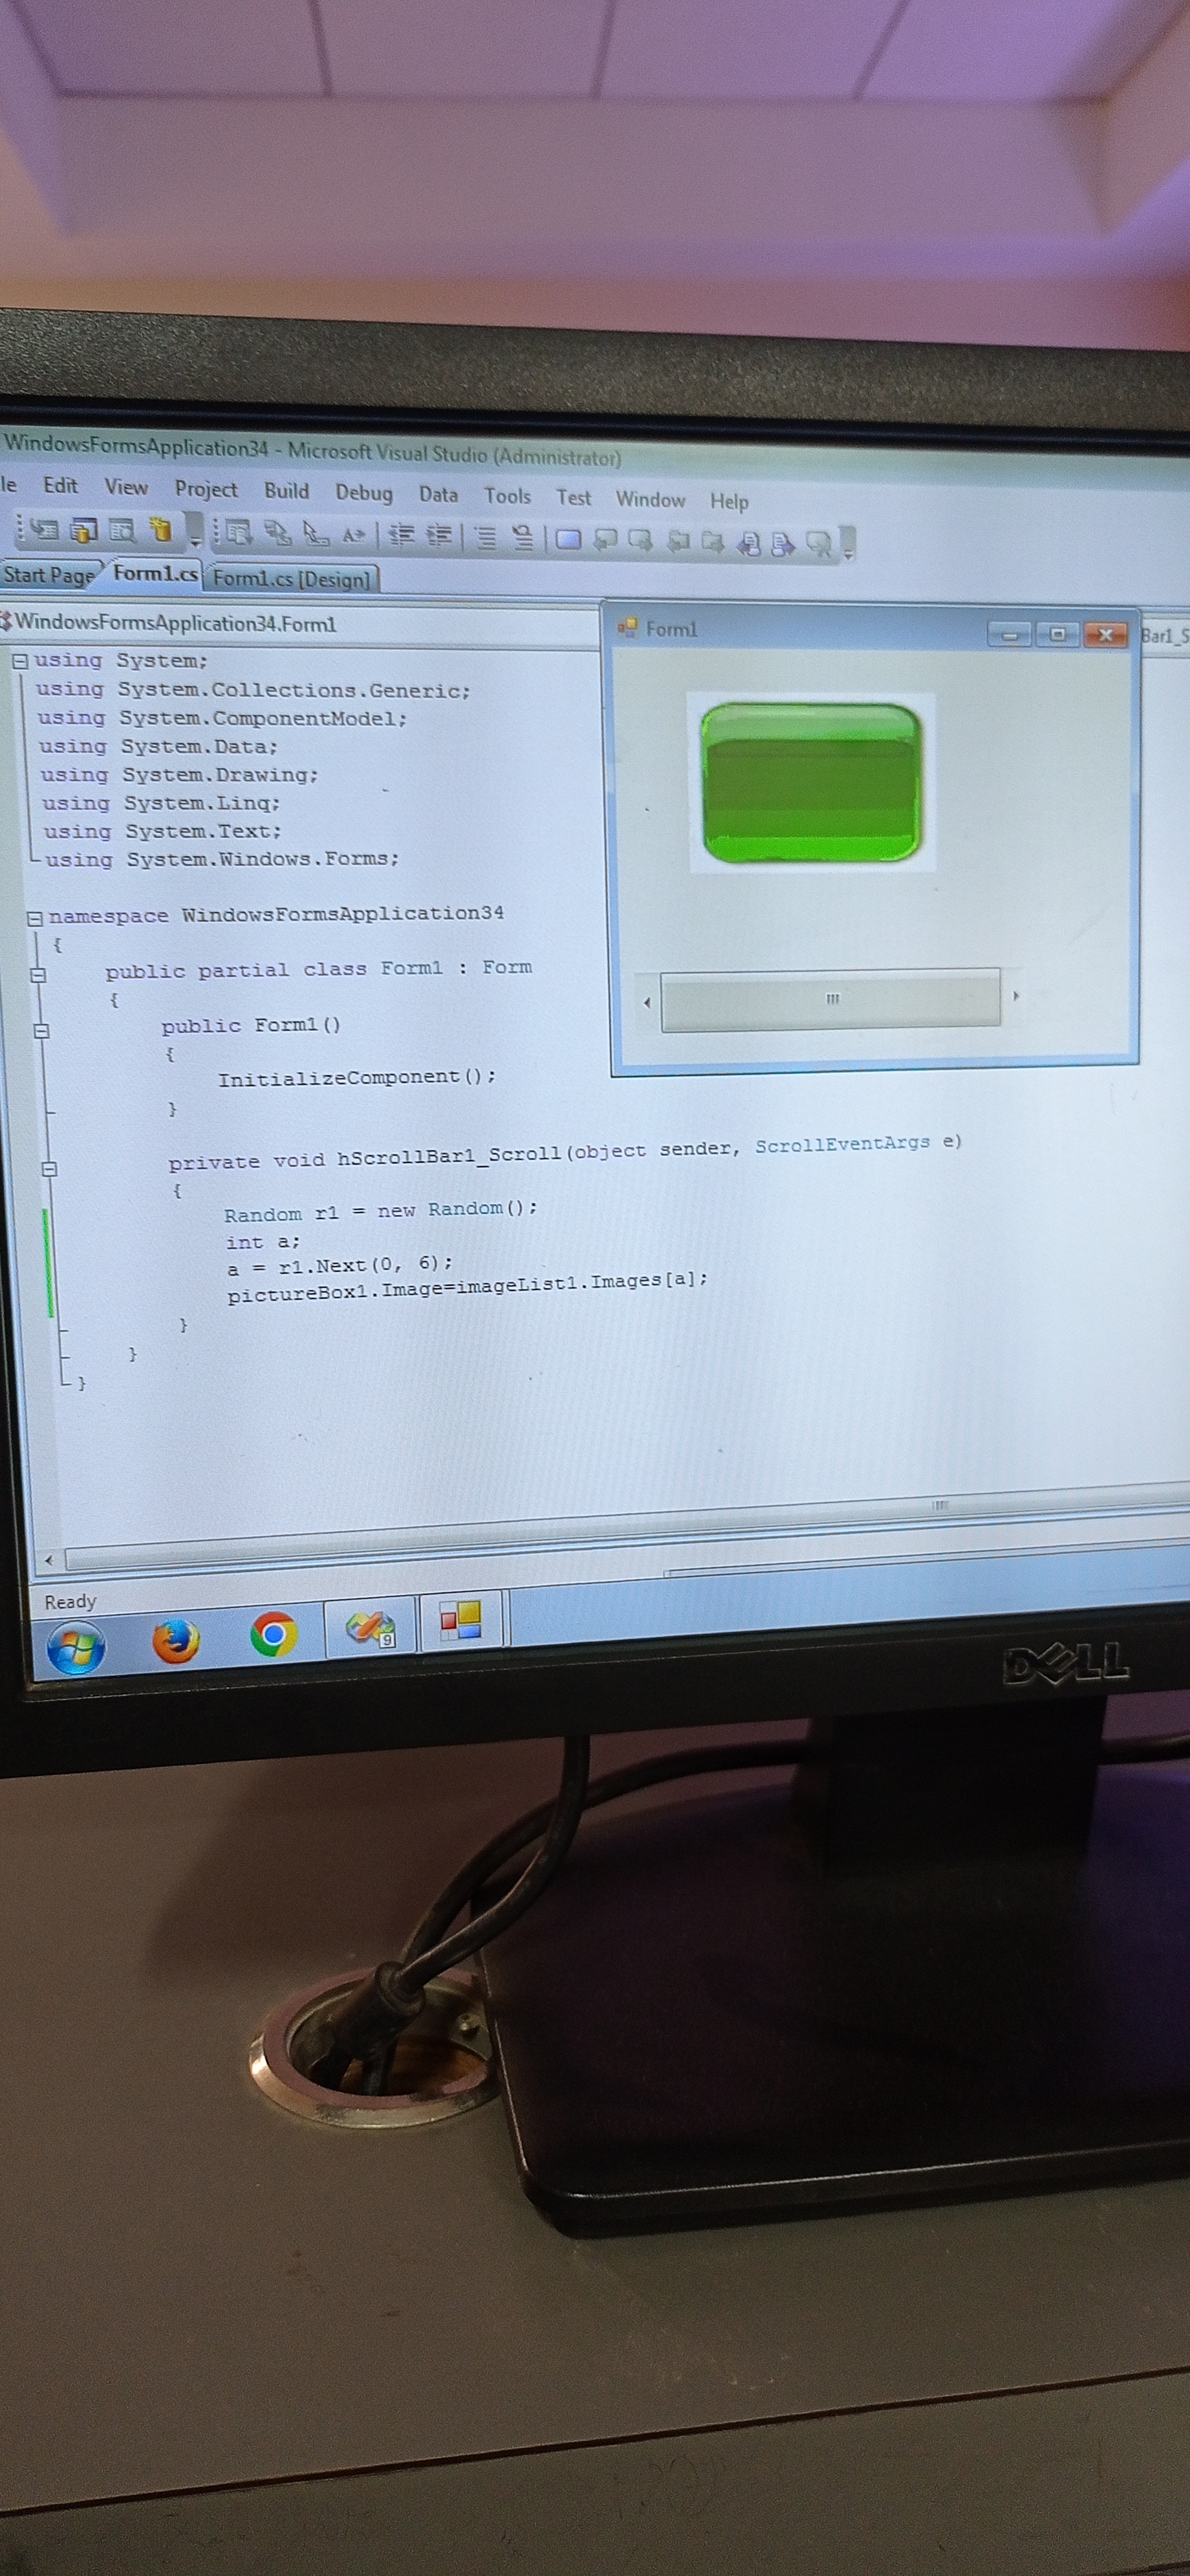 WindowsFormsApplication34 - Microsoft Visual Studio (Administrator)
le Edit View Project Build Debug Data Tools Test Window Help
Start Page Form1.cs Form1.cs [Design]
WindowsFormsApplication34.Form1
Form1
Bar1_S
using System;
using System.Collections.Generic;
using System.ComponentModel;
using System.Data;
using System.Drawing;
using System.Linq;
using System.Text;
using System.Windows.Forms;
namespace WindowsFormsApplication34
{
public partial class Form1 : Form
{
public Form1()
{
InitializeComponent();
}
private void hScrollBar1_Scroll(object sender, ScrollEventArgs e)
{
Random r1 = new Random();
int a;
a = r1.Next(0, 6);
pictureBox1.Image=imageList1.Images[a];
}
}
}
Ready
9
DELL